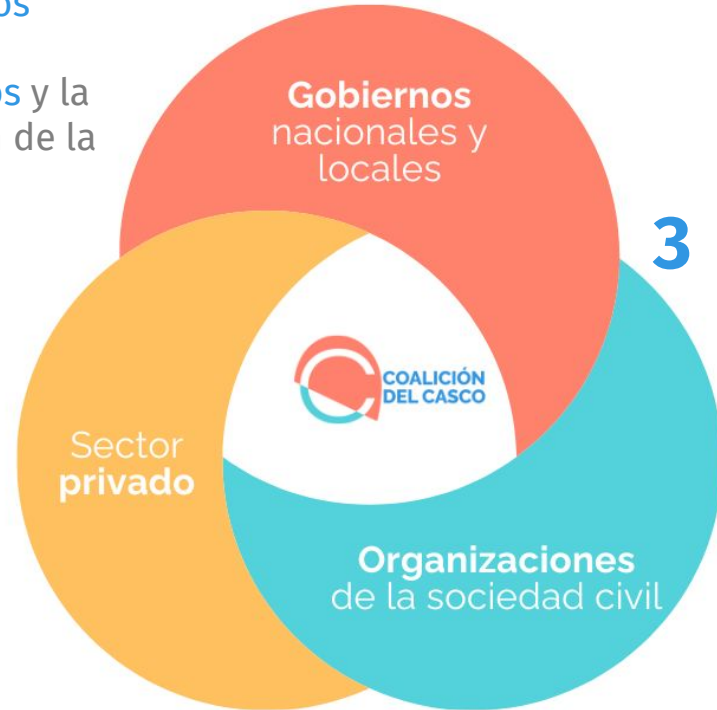 os
os y la
de la
Gobiernos
nacionales y
locales
3
COALICIÓN
DEL CASCO
Sector
privado
Organizaciones
de la sociedad civil